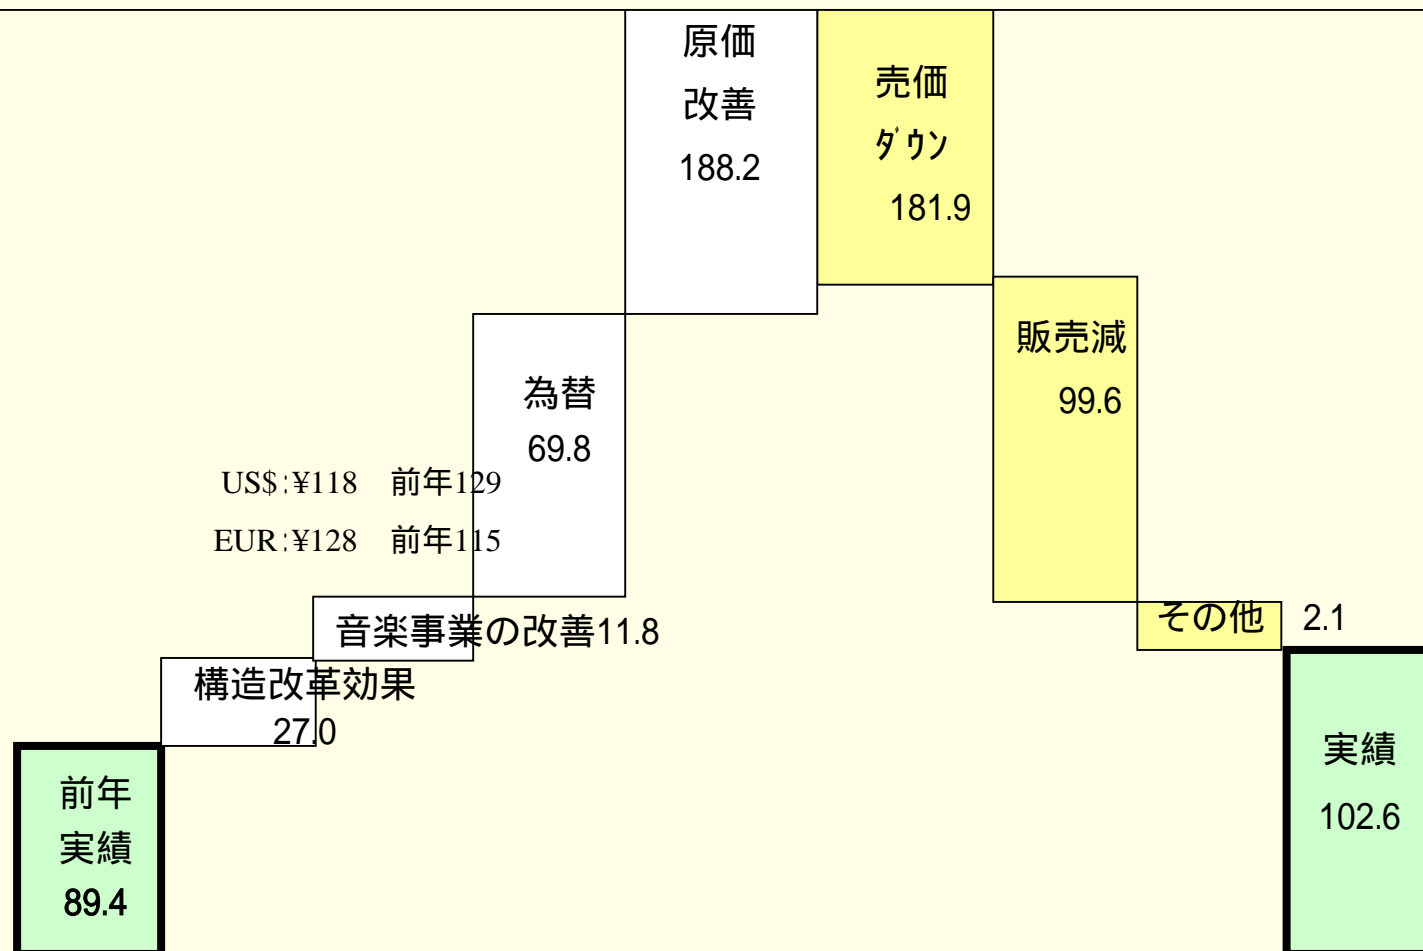 原価
改善
188.2
売価
ﾀﾞｳﾝ
181.9
販売減
99.6
為替
69.8
US$:¥118　前年129
EUR:¥128　前年115
音楽事業の改善11.8
その他　2.1
構造改革効果
27.0
前年
実績
89.4
実績
102.6